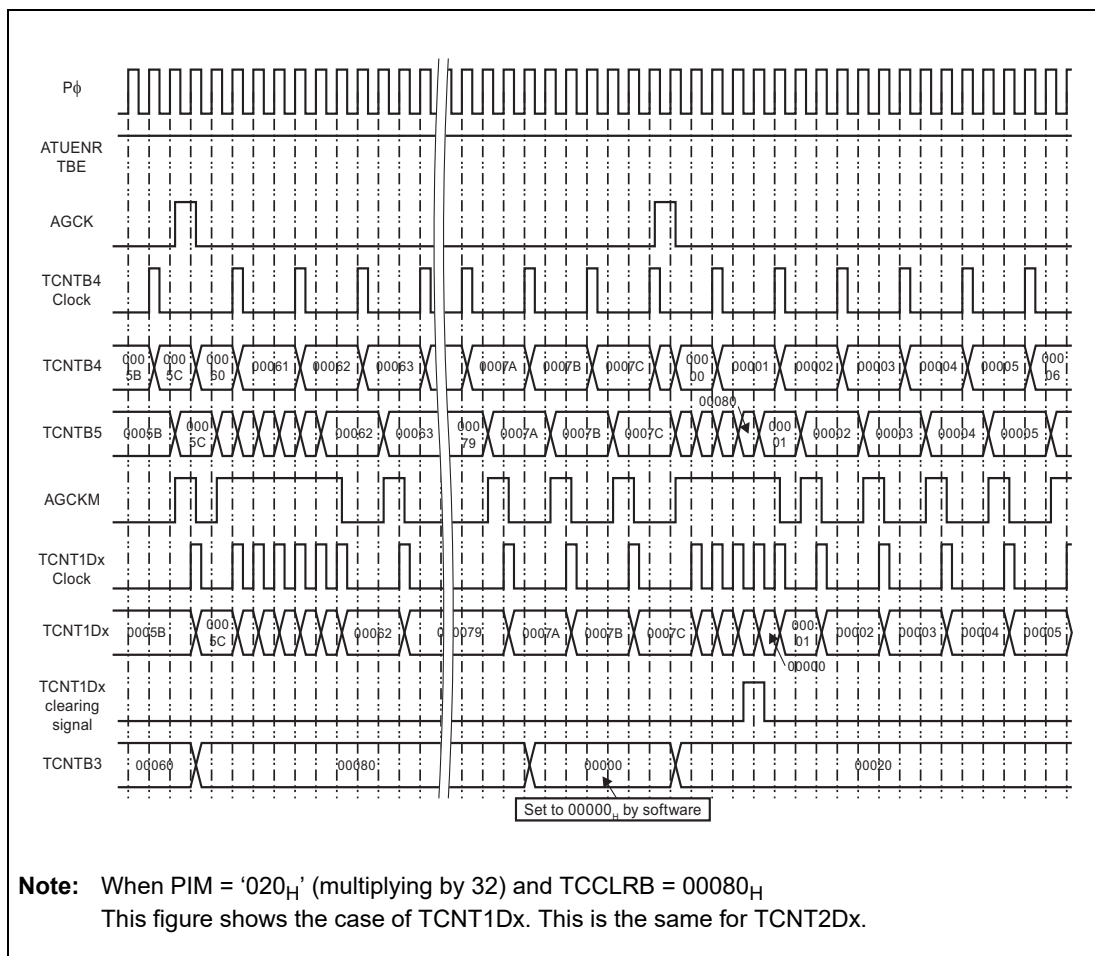 Pϕ
ATUENR
TBE
AGCK
TCNTB4
Clock
TCNTB4
000 5B 000 5C 000 60 00061 00062 00063 0007A 0007B 0007C 000 00 00001 00002 00003 00004 00005 000 06
00080
TCNTB5
0005B 000 5C 00062 00063 000 79 0007A 0007B 0007C 000 01 00002 00003 00004 00005
AGCKM
TCNT1Dx
Clock
TCNT1Dx
0005B 000 5C 00062 00079 0007A 0007B 0007C 000 01 00002 00003 00004 00005
00000
TCNT1Dx
clearing
signal
TCNTB3
00060 00080 00000 00020
Set to 00000H by software
Note: When PIM = ‘020H’ (multiplying by 32) and TCCLRB = 00080H
This figure shows the case of TCNT1Dx. This is the same for TCNT2Dx.